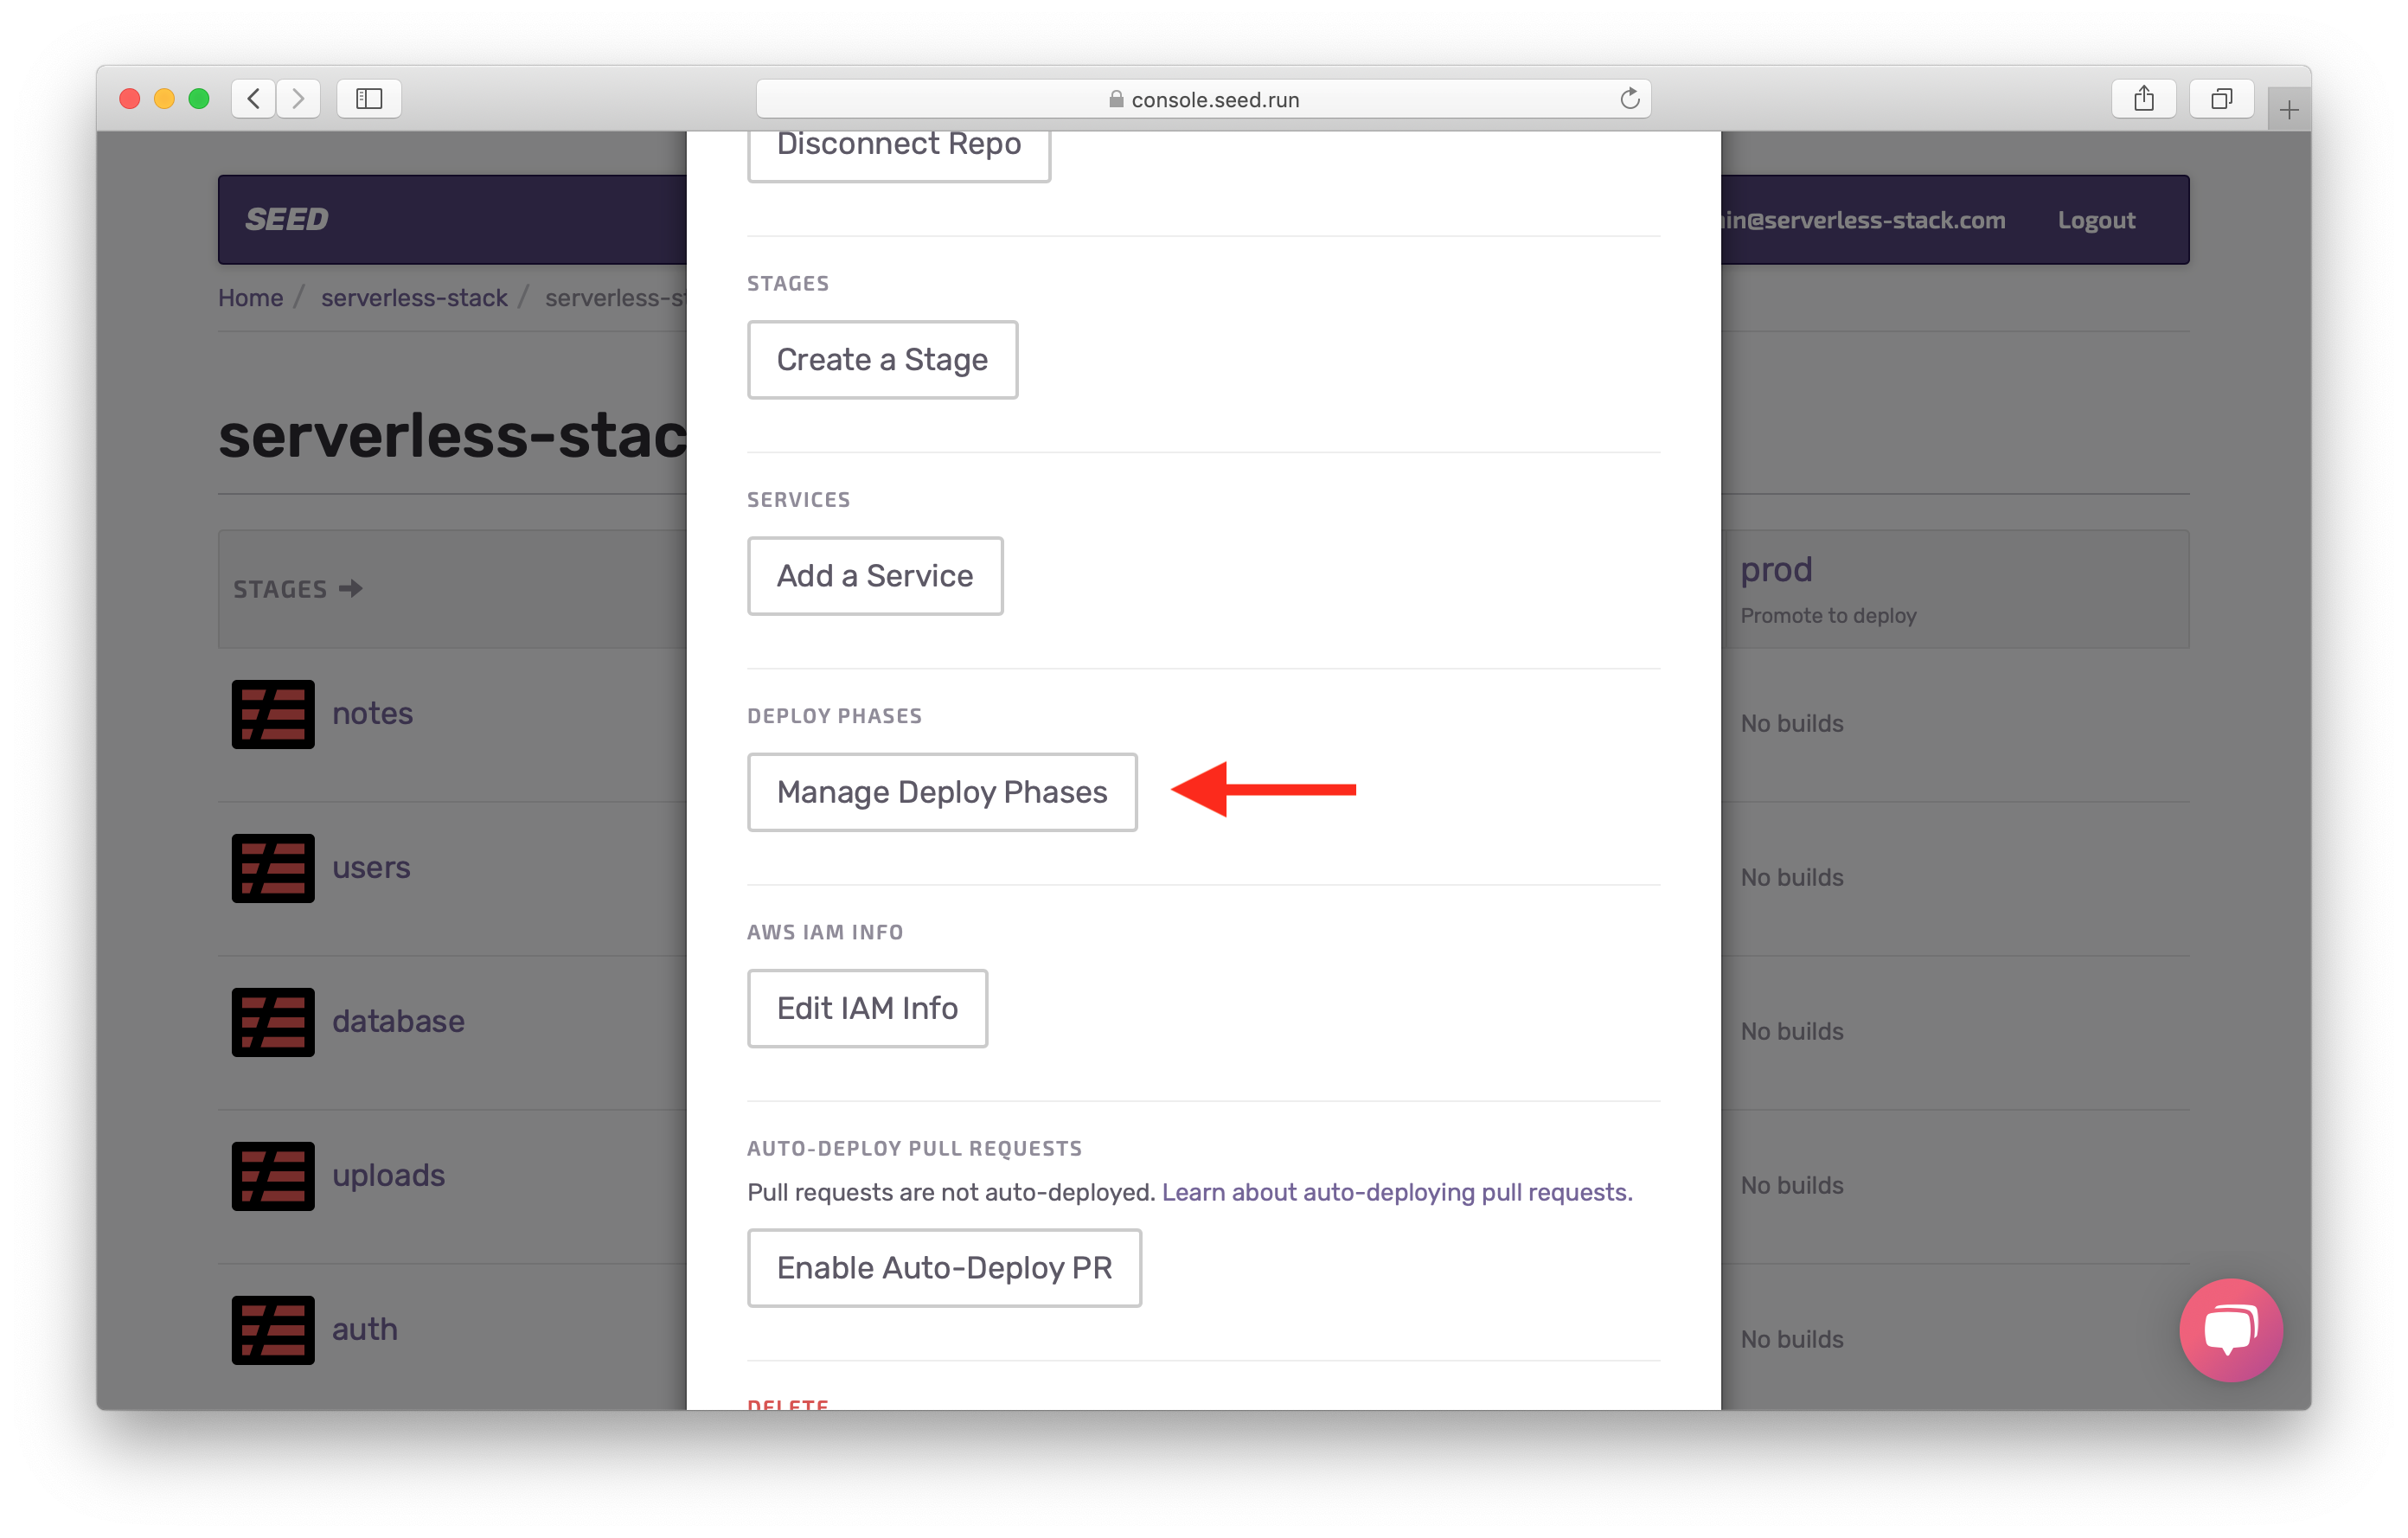 console.seed.run
Disconnect Repo
SEED
in@serverless-stack.com Logout
Home / serverless-stack / serverless-s
STAGES
Create a Stage
serverless-stac
SERVICES
Add a Service
STAGES
prod
Promote to deploy
notes
No builds
DEPLOY PHASES
Manage Deploy Phases
users
No builds
AWS IAM INFO
Edit IAM Info
database
No builds
AUTO-DEPLOY PULL REQUESTS
Pull requests are not auto-deployed. Learn about auto-deploying pull requests.
uploads
No builds
Enable Auto-Deploy PR
auth
No builds
DELETE